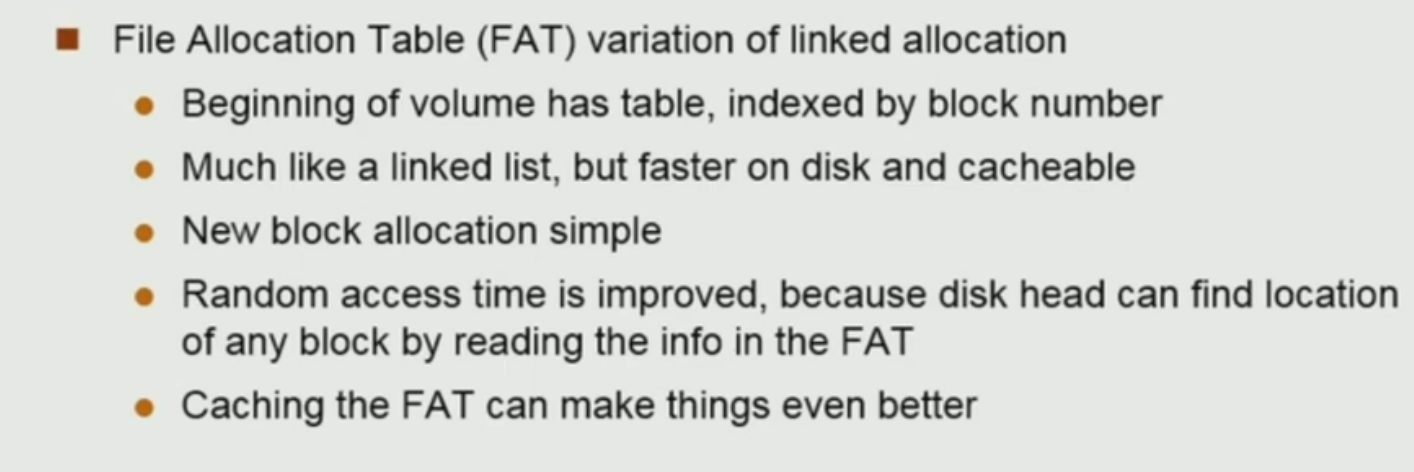 File Allocation Table (FAT) variation of linked allocation
Beginning of volume has table, indexed by block number
Much like a linked list, but faster on disk and cacheable
New block allocation simple
Random access time is improved, because disk head can find location
of any block by reading the info in the FAT
Caching the FAT can make things even better